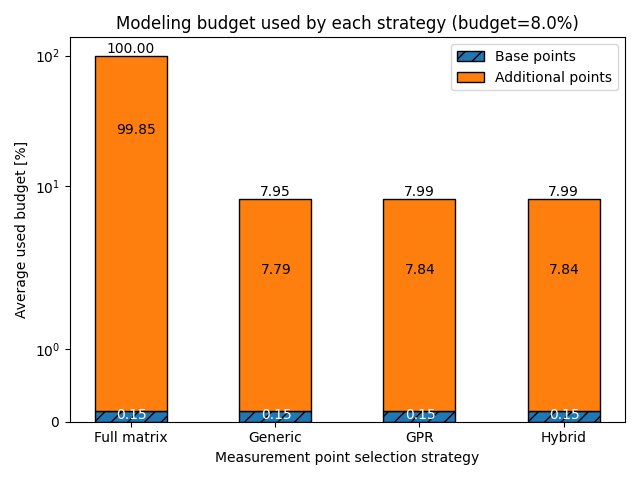 Modeling budget used by each strategy (budget=8.0%)
Base points
Additional points
Average used budget [%]
10²
10¹
10⁰
0
100.00
99.85
0.15
7.95
7.79
0.15
7.99
7.84
0.15
7.99
7.84
0.15
Full matrix
Generic
GPR
Hybrid
Measurement point selection strategy